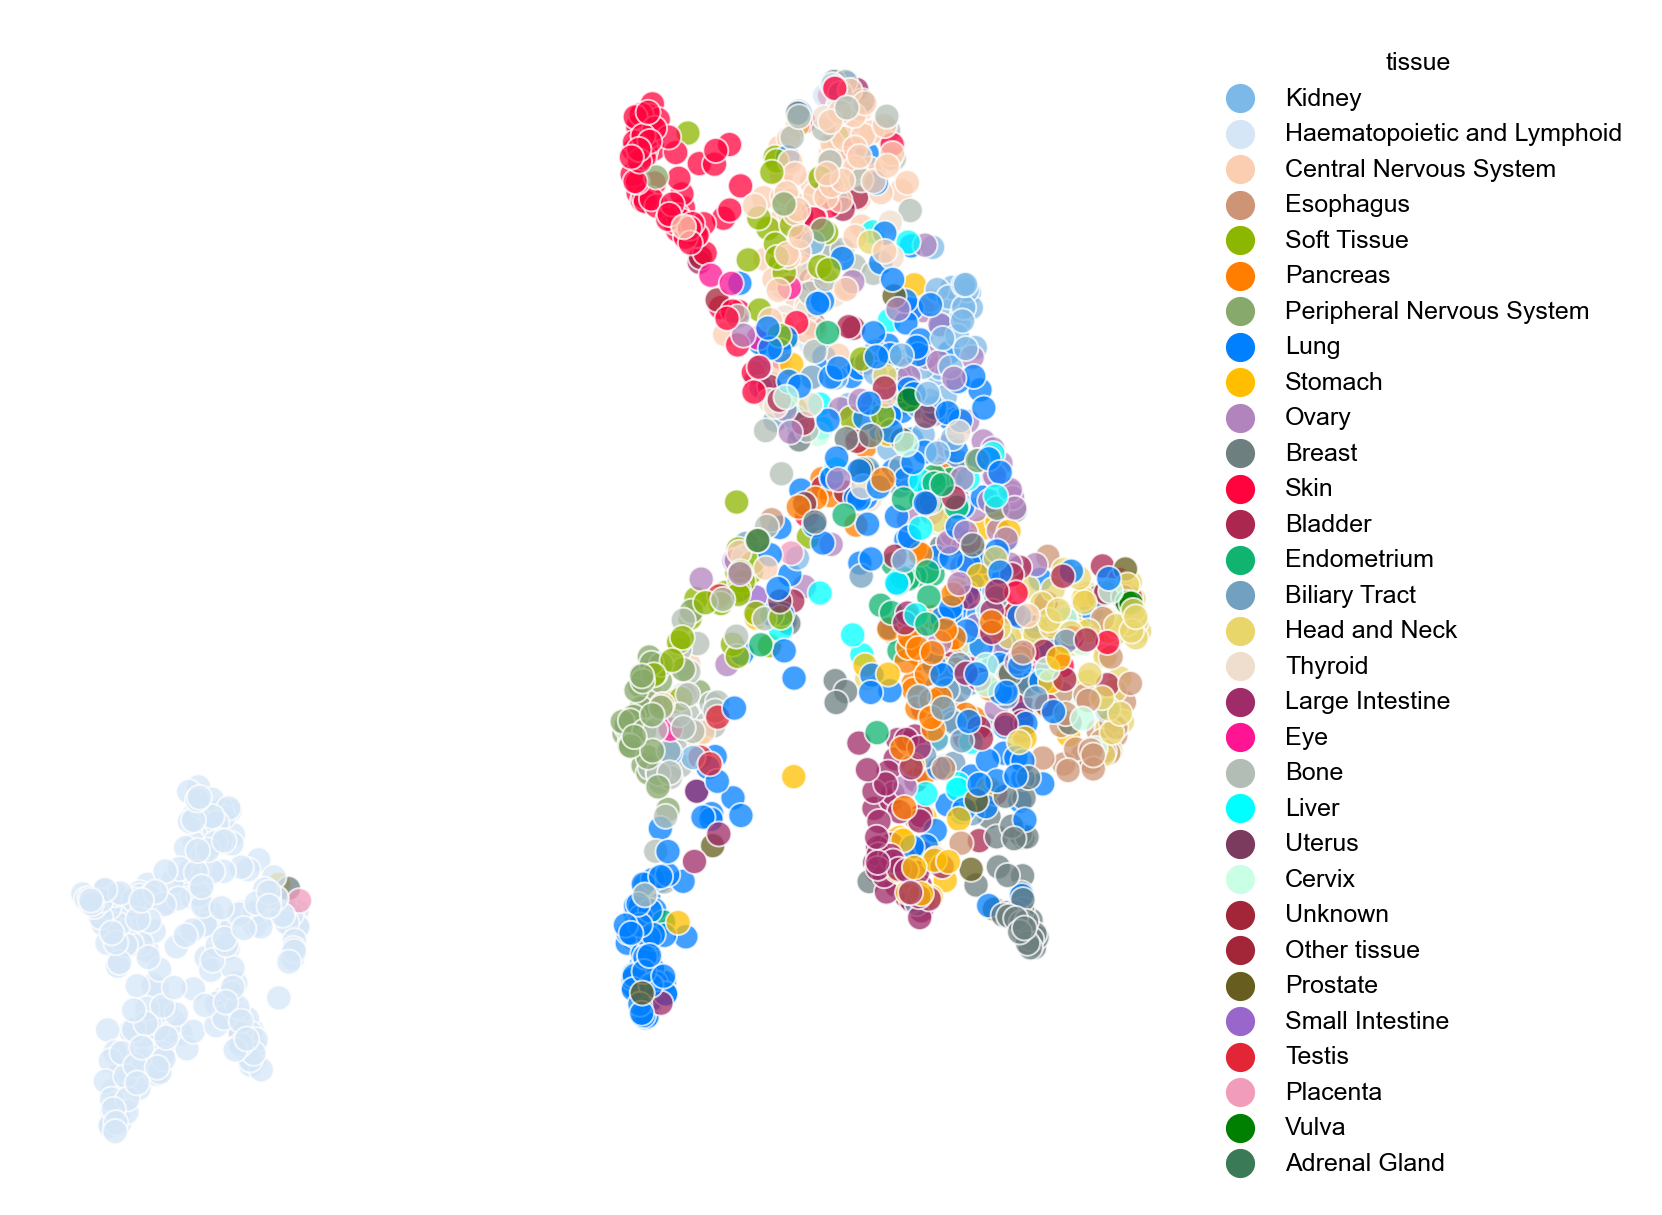 tissue
Kidney
Haematopoietic and Lymphoid
Central Nervous System
Esophagus
Soft Tissue
Pancreas
Peripheral Nervous System
Lung
Stomach
Ovary
Breast
Skin
Bladder
Endometrium
Biliary Tract
Head and Neck
Thyroid
Large Intestine
Eye
Bone
Liver
Uterus
Cervix
Unknown
Other tissue
Prostate
Small Intestine
Testis
Placenta
Vulva
Adrenal Gland